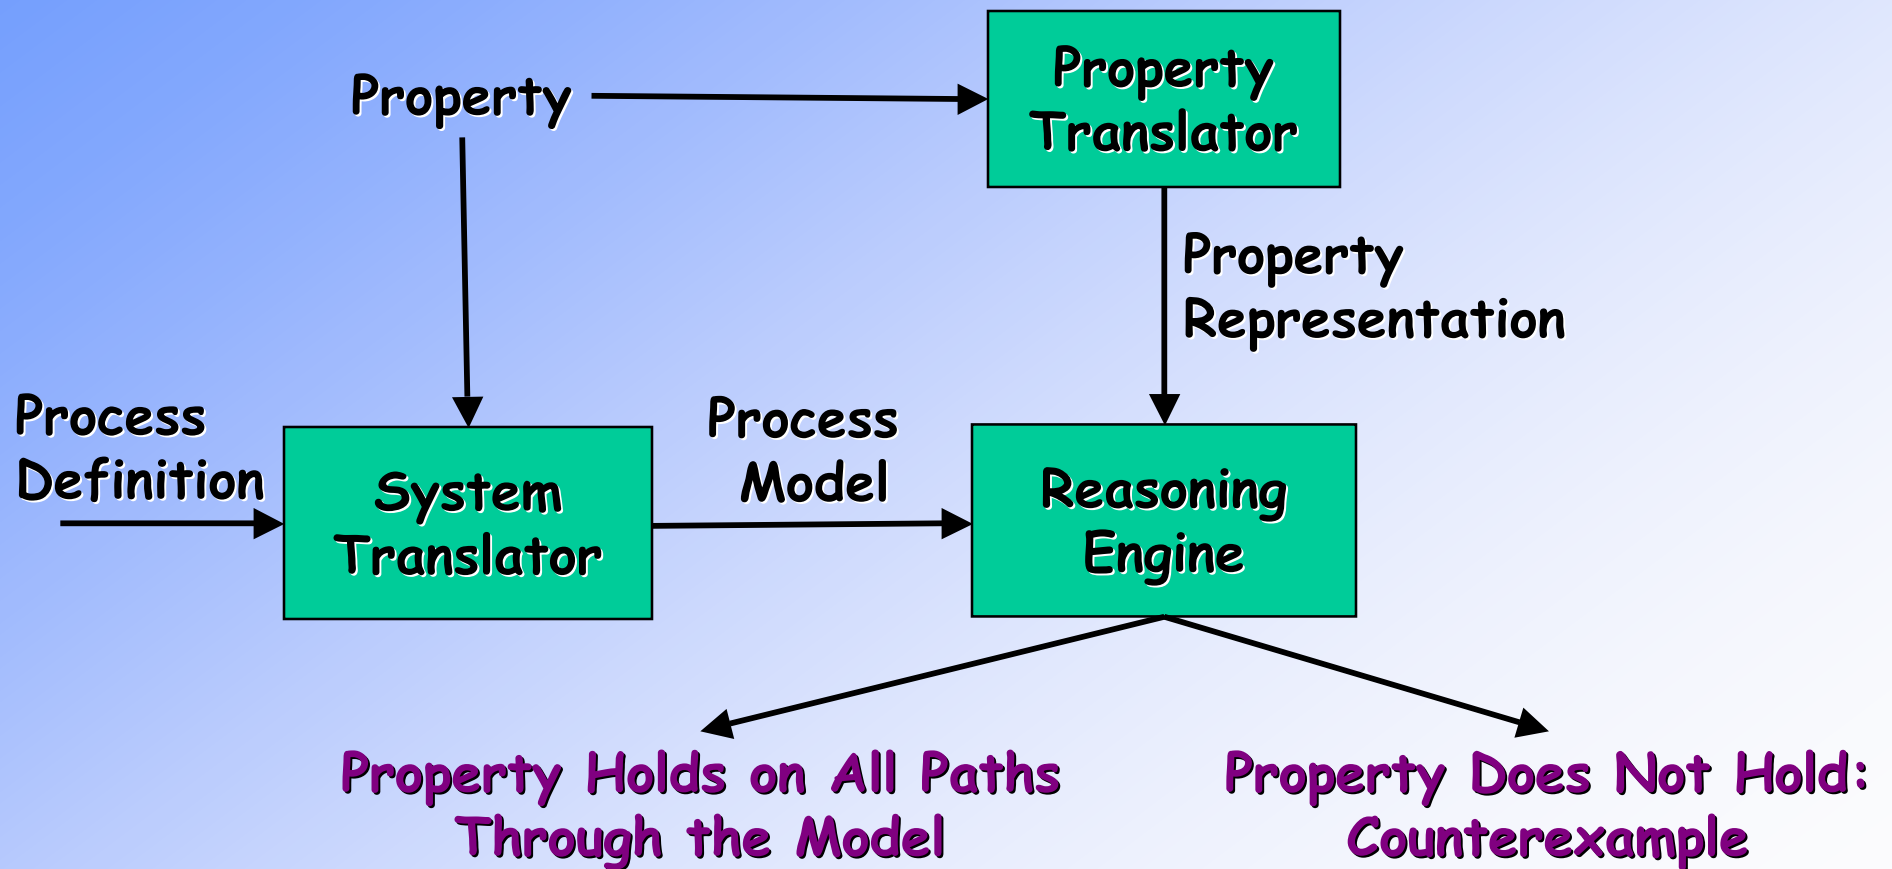 Property
Property
Translator
Property
Representation
Process
Definition
System
Translator
Process
Model
Reasoning
Engine
Property Holds on All Paths
Through the Model
Property Does Not Hold:
Counterexample